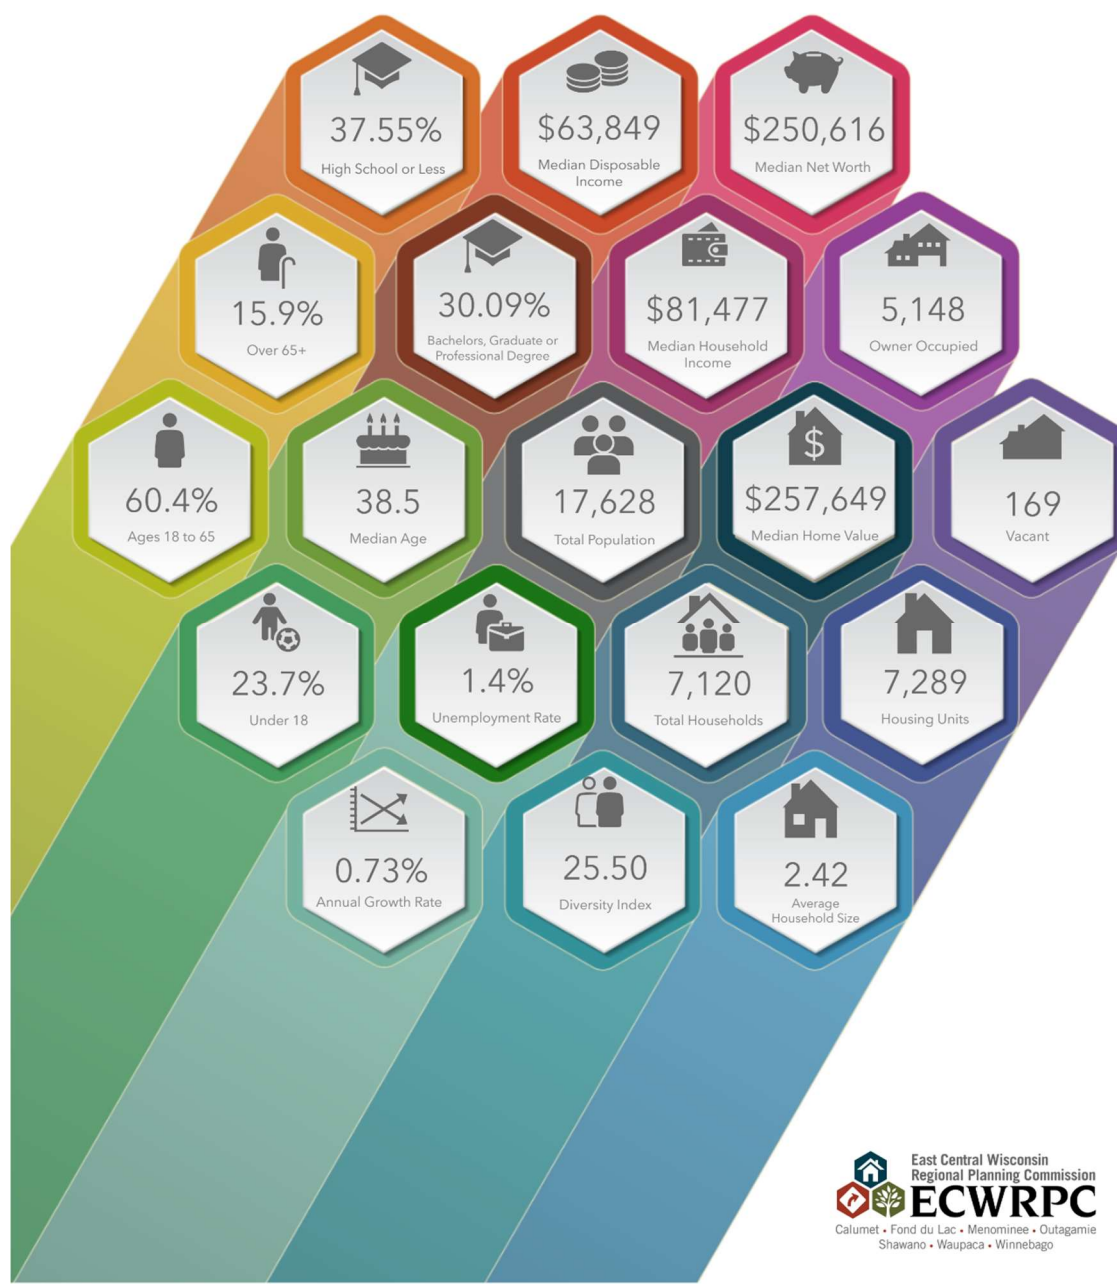 37.55%
High School or Less
$63,849
Median Disposable
Income
$250,616
Median Net Worth
15.9%
Over 65+
30.09%
Bachelors, Graduate or
Professional Degree
$81,477
Median Household
Income
5,148
Owner Occupied
60.4%
Ages 18 to 65
38.5
Median Age
17,628
Total Population
$
$257,649
Median Home Value
169
Vacant
23.7%
Under 18
1.4%
Unemployment Rate
7,120
Total Households
7,289
Housing Units
0.73%
Annual Growth Rate
25.50
Diversity Index
2.42
Average
Household Size
East Central Wisconsin
Regional Planning Commission
ECWRPC
Calumet • Fond du Lac • Menominee • Outagamie
Shawano • Waupaca • Winnebago